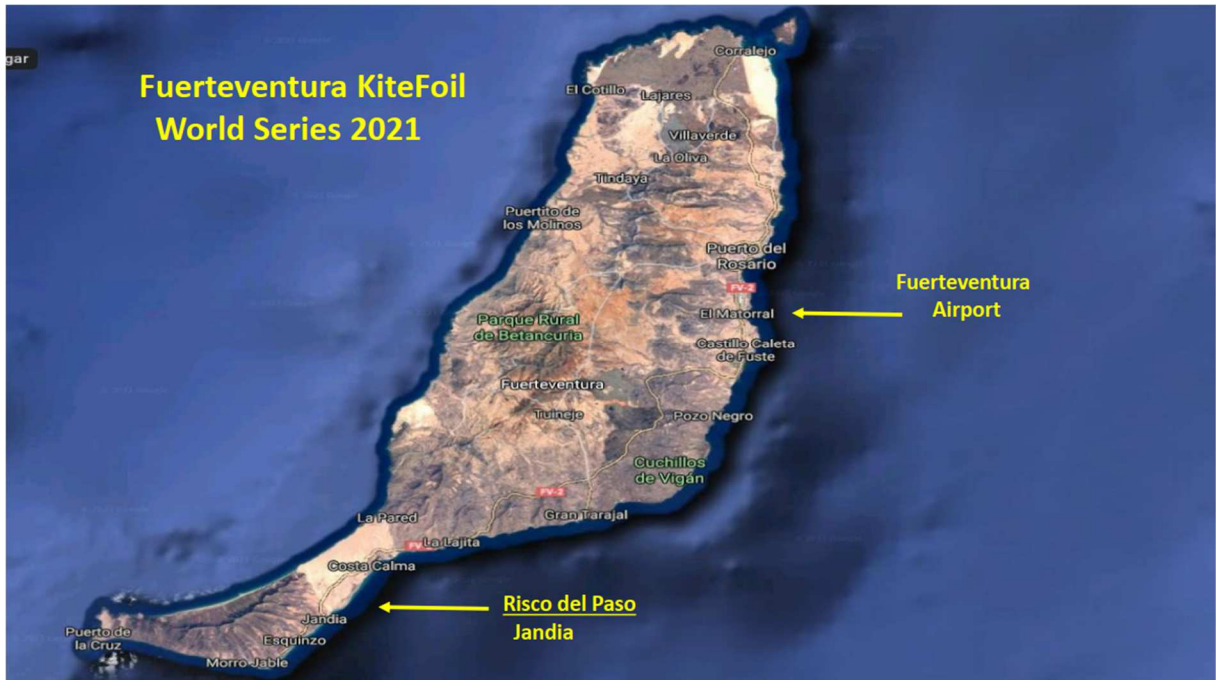 gar
Fuerteventura KiteFoil
World Series 2021
Corralejo
El Cotillo
Lajares
Villaverde
La Oliva
Tindaya
Puertito de
los Molinos
Puerto del
Rosario
FV-2
Fuerteventura
Airport
El Matorral
Parque Rural
de Betancuria
Castillo Caleta
de Fuste
Fuerteventura
Tuineje
Pozo Negro
Cuchillos
de Vigán
FV-2
Gran Tarajal
La Pared
La Lajita
Costa Calma
Risco del Paso
Jandia
Jandía
Puerto de
la Cruz
Esquinzo
Morro Jable